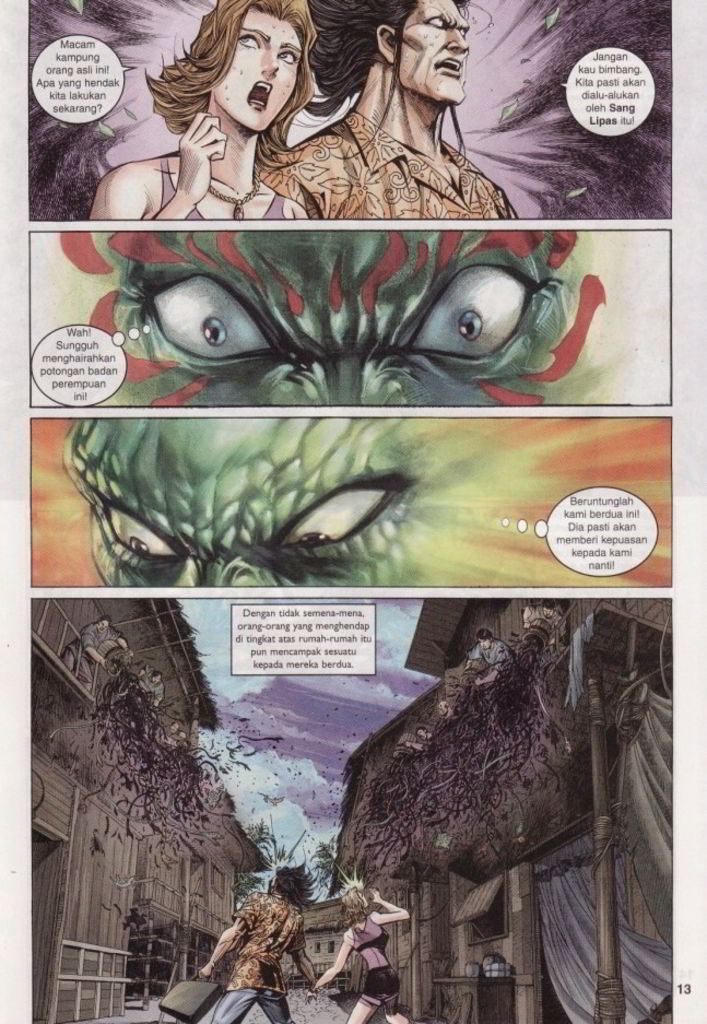 Macam
kampung
orang asli ini!
Apa yang hendak
kita lakukan
sekarang?
Jangan
kau bimbang.
Kita pasti akan
dialu-alukan
oleh Sang
Lipas itu!
Wah!
Sungguh
menghairahkan
potongan badan
perempuan
ini!
Beruntunglah
kami berdua ini!
Dia pasti akan
memberi kepuasan
kepada kami
nanti!
Dengan tidak semena-mena,
orang-orang yang menghendap
di tingkat atas rumah-rumah itu
pun mencampak sesuatu
kepada mereka berdua.
13